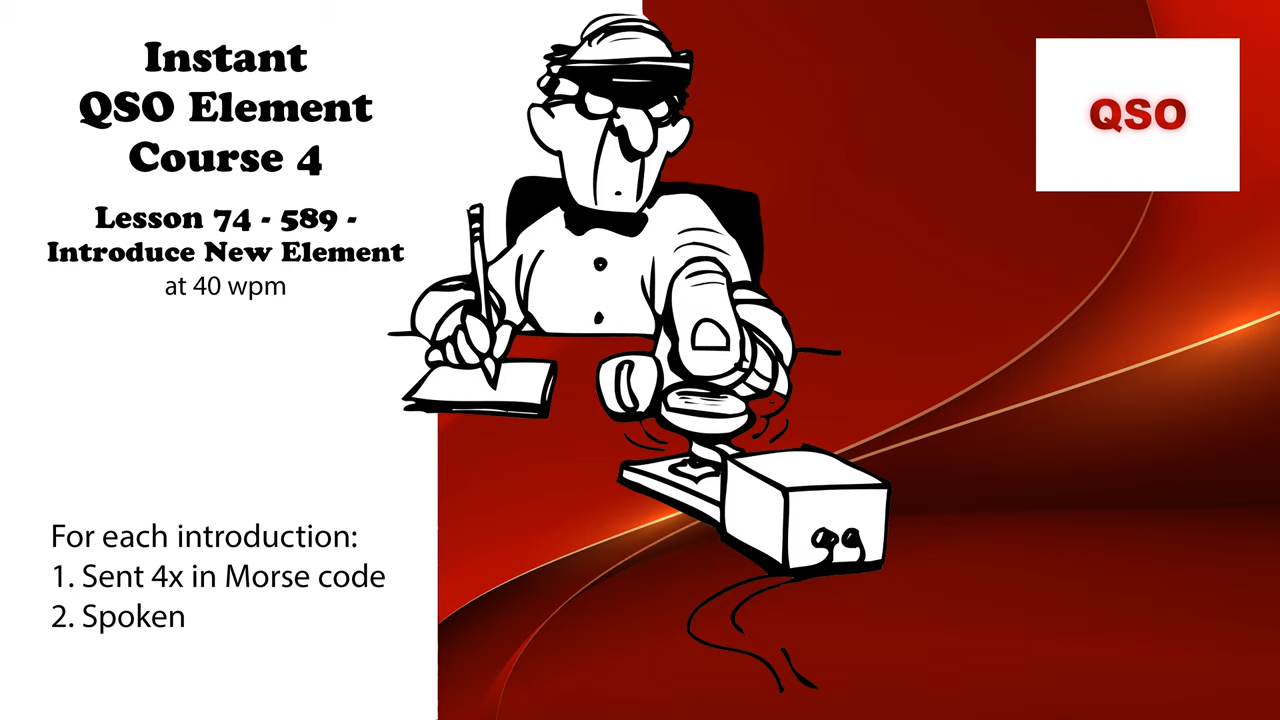 Instant
QSO Element
Course 4
Lesson 74 - 589 -
Introduce New Element
at 40 wpm
QSO
For each introduction:
1. Sent 4x in Morse code
2. Spoken